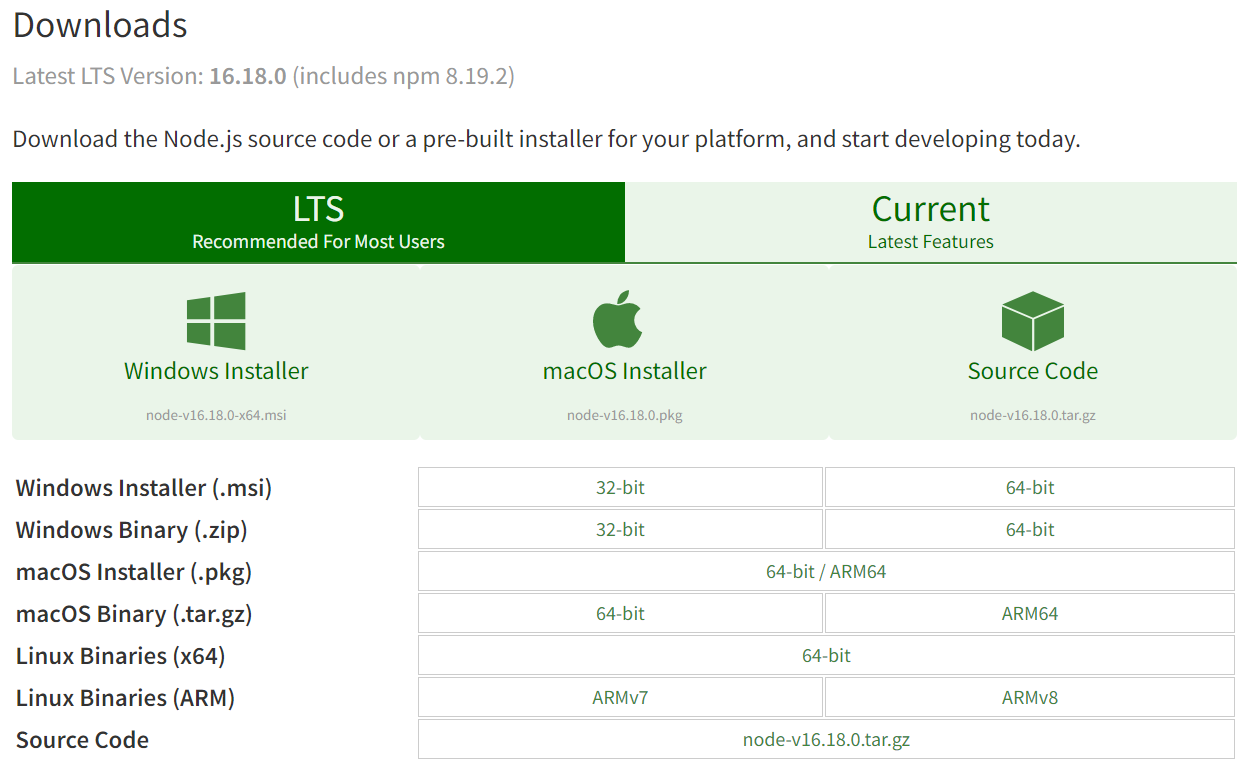 Downloads
Latest LTS Version: 16.18.0 (includes npm 8.19.2)
Download the Node.js source code or a pre-built installer for your platform, and start developing today.
LTS
Recommended For Most Users
Current
Latest Features
Windows Installer
node-v16.18.0-x64.msi
macOS Installer
node-v16.18.0.pkg
Source Code
node-v16.18.0.tar.gz
Windows Installer (.msi) 32-bit 64-bit
Windows Binary (.zip) 32-bit 64-bit
macOS Installer (.pkg) 64-bit / ARM64
macOS Binary (.tar.gz) 64-bit ARM64
Linux Binaries (x64) 64-bit
Linux Binaries (ARM) ARMv7 ARMv8
Source Code node-v16.18.0.tar.gz